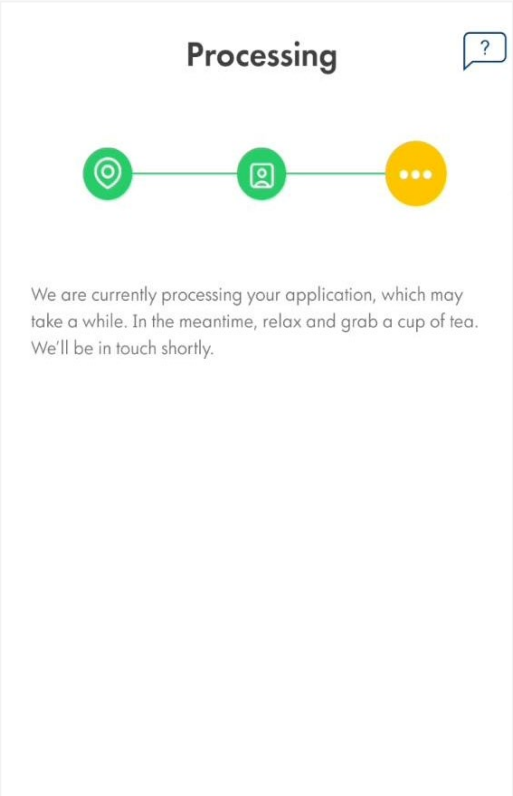 Processing
?
We are currently processing your application, which may
take a while. In the meantime, relax and grab a cup of tea.
We'll be in touch shortly.